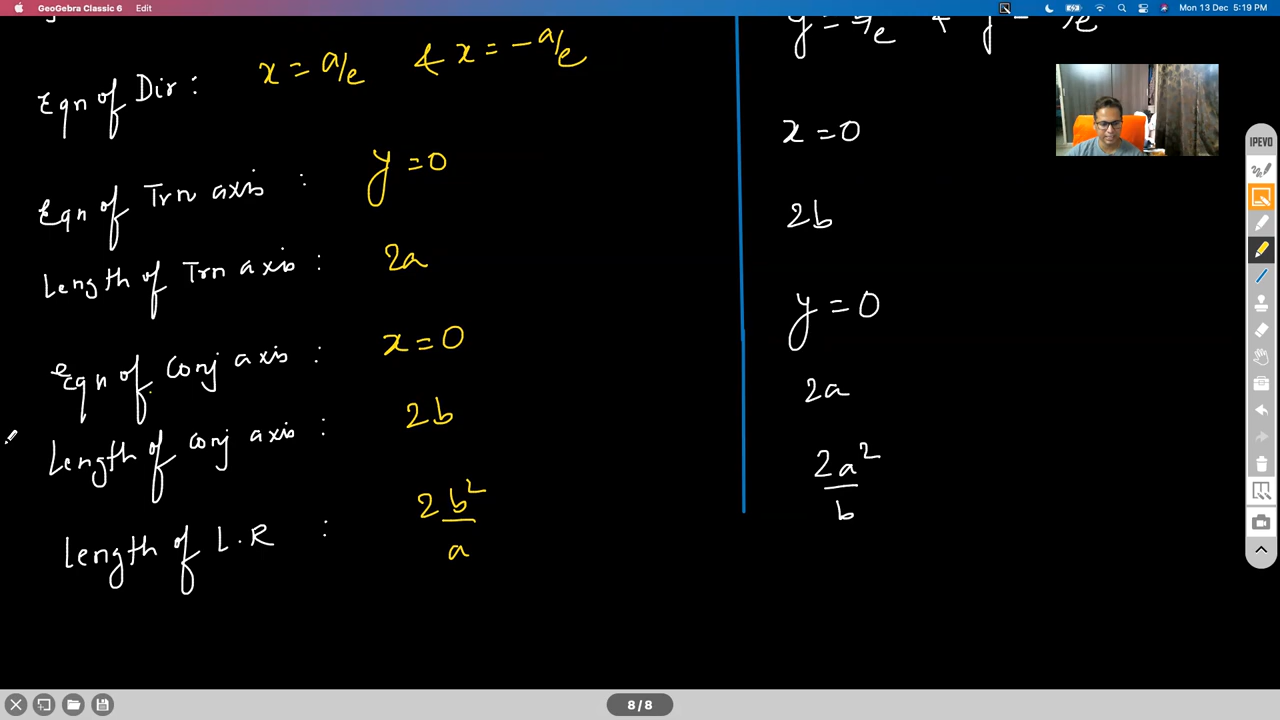 GeoGebra Classic 6 Edit Mon 13 Dec 5:19 PM
Eqn of Dir : x = a/e & x = -a/e
Eqn of Trn axis : y = 0 x = 0
Length of Trn axis : 2a 2b
Eqn of Conj axis : x = 0 y = 0
Length of conj axis : 2b 2a
Length of L.R : 2b²/a 2a²/b
IPEVO
8 / 8